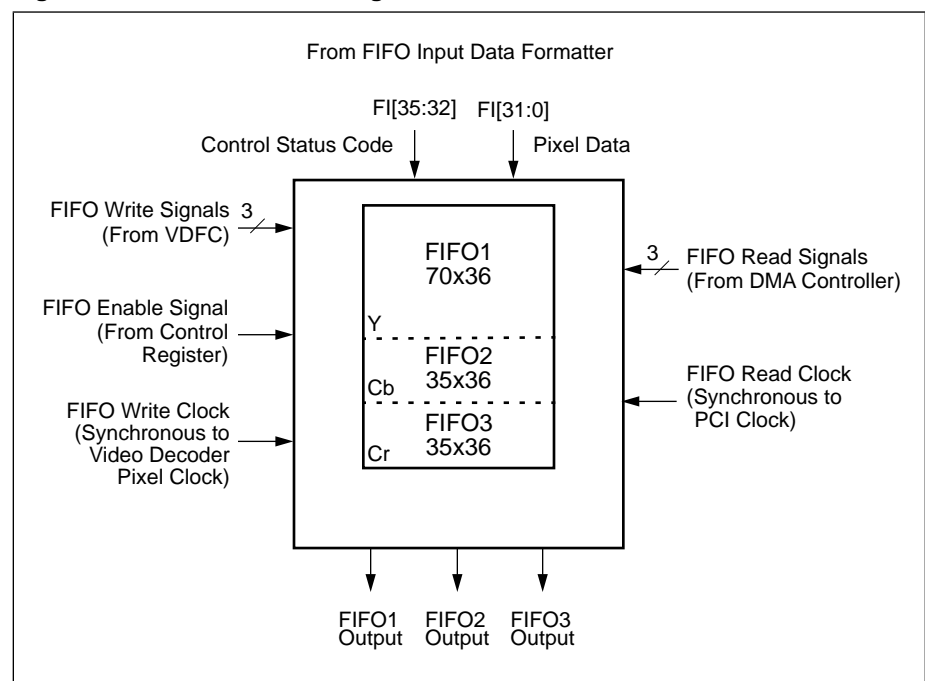 From FIFO Input Data Formatter
FI[35:32] FI[31:0]
Control Status Code Pixel Data
FIFO Write Signals
(From VDFC)
3
FIFO Enable Signal
(From Control
Register)
FIFO Write Clock
(Synchronous to
Video Decoder
Pixel Clock)
FIFO1
70x36
Y
FIFO2
35x36
Cb
FIFO3
35x36
Cr
3
FIFO Read Signals
(From DMA Controller)
FIFO Read Clock
(Synchronous to
PCI Clock)
FIFO1
Output
FIFO2
Output
FIFO3
Output